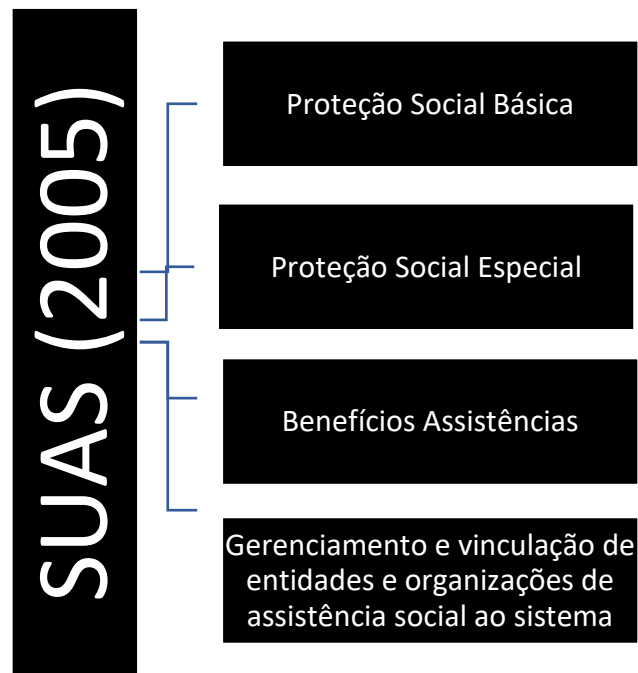 SUAS (2005)
Proteção Social Básica
Proteção Social Especial
Benefícios Assistências
Gerenciamento e vinculação de
entidades e organizações de
assistência social ao sistema